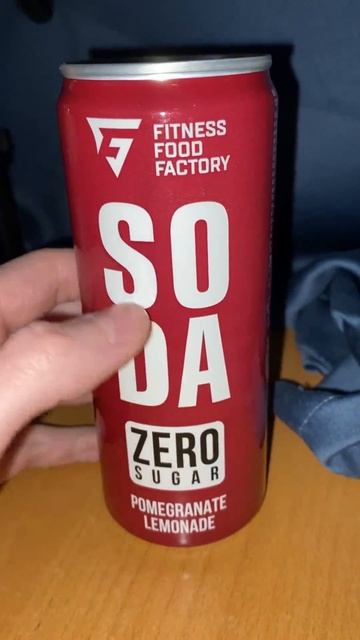 FITNESS
FOOD
FACTORY
SO
DA
ZERO
SUGAR
POMEGRANATE
LEMONADE